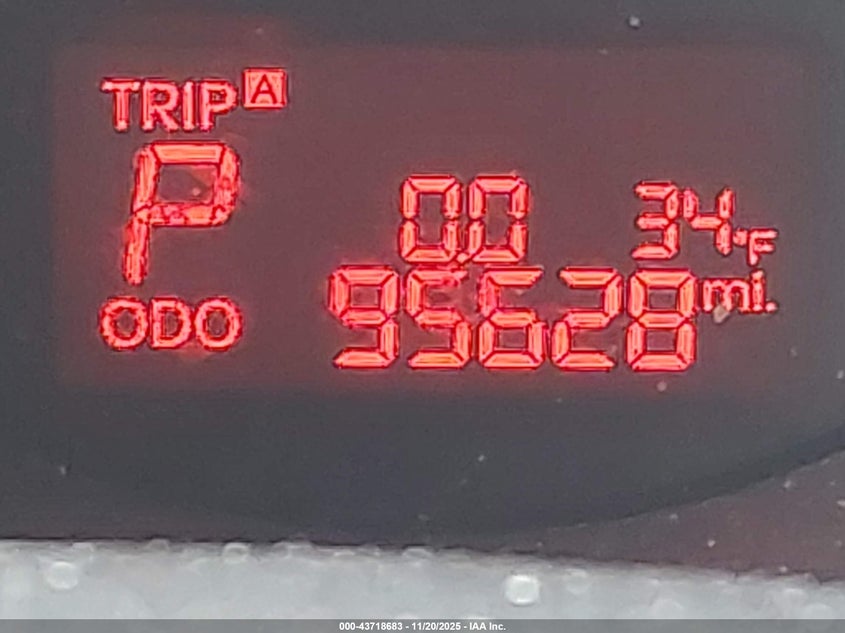 TRIP A
P 0.0 34°F
ODO 95628 mi.
000-43718683 - 11/20/2025 - IAA Inc.